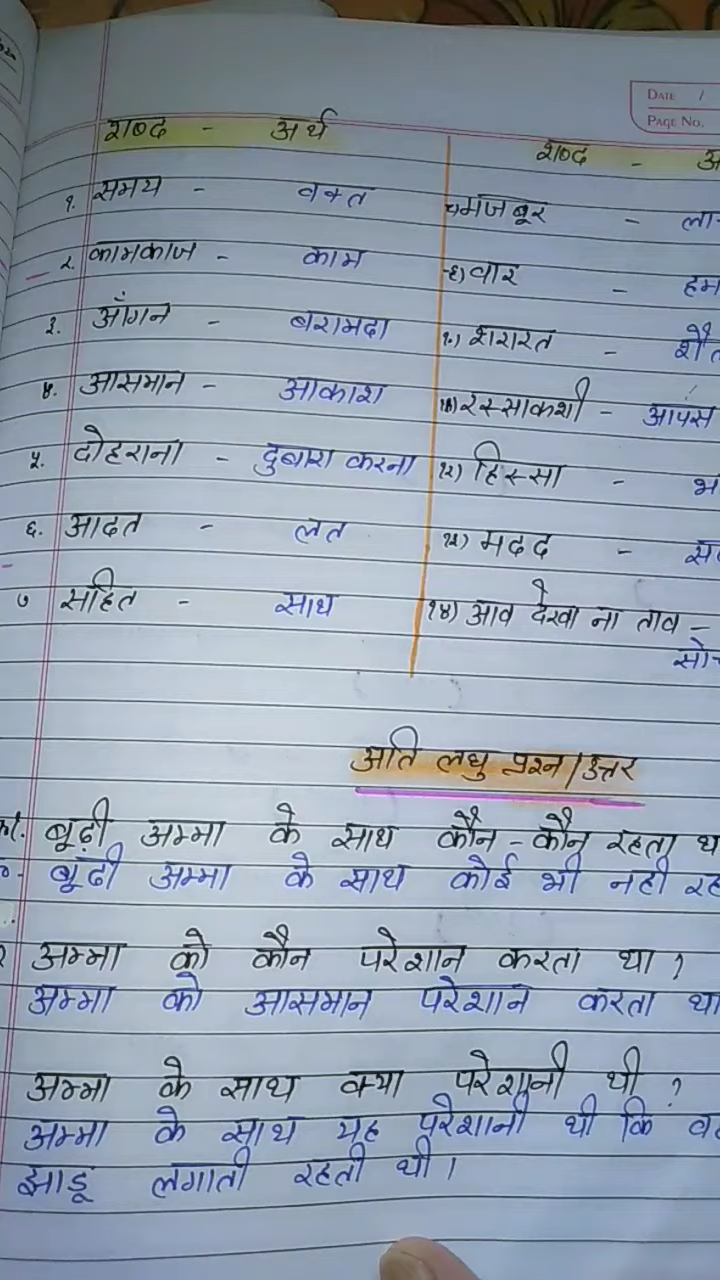 DATE /
PAGE NO.
शब्द - अर्थ
१. समय - वक्त
२. कामकाज - काम
३. आँगन - बरामदा
४. आसमान - आकाश
५. दोहराना - दुबारा करना
६. आदत - लत
७ सहित - साथ
शब्द -
मजबूर -
वार -
शरारत -
रस्साकशी - आपस
१२) हिस्सा -
मदद -
१४) आव देखा ना ताव -
अति लघु प्रश्न/उत्तर
बूढ़ी अम्मा के साथ कौन-कौन रहता
बूढी अम्मा के साथ कोई भी नही
अम्मा को कौन परेशान करता था ?
अम्मा को आसमान परेशान करता था
अम्मा के साथ क्या परेशानी थी ?
अम्मा के साथ यह परेशानी थी कि
झाडू लगाती रहती थी।